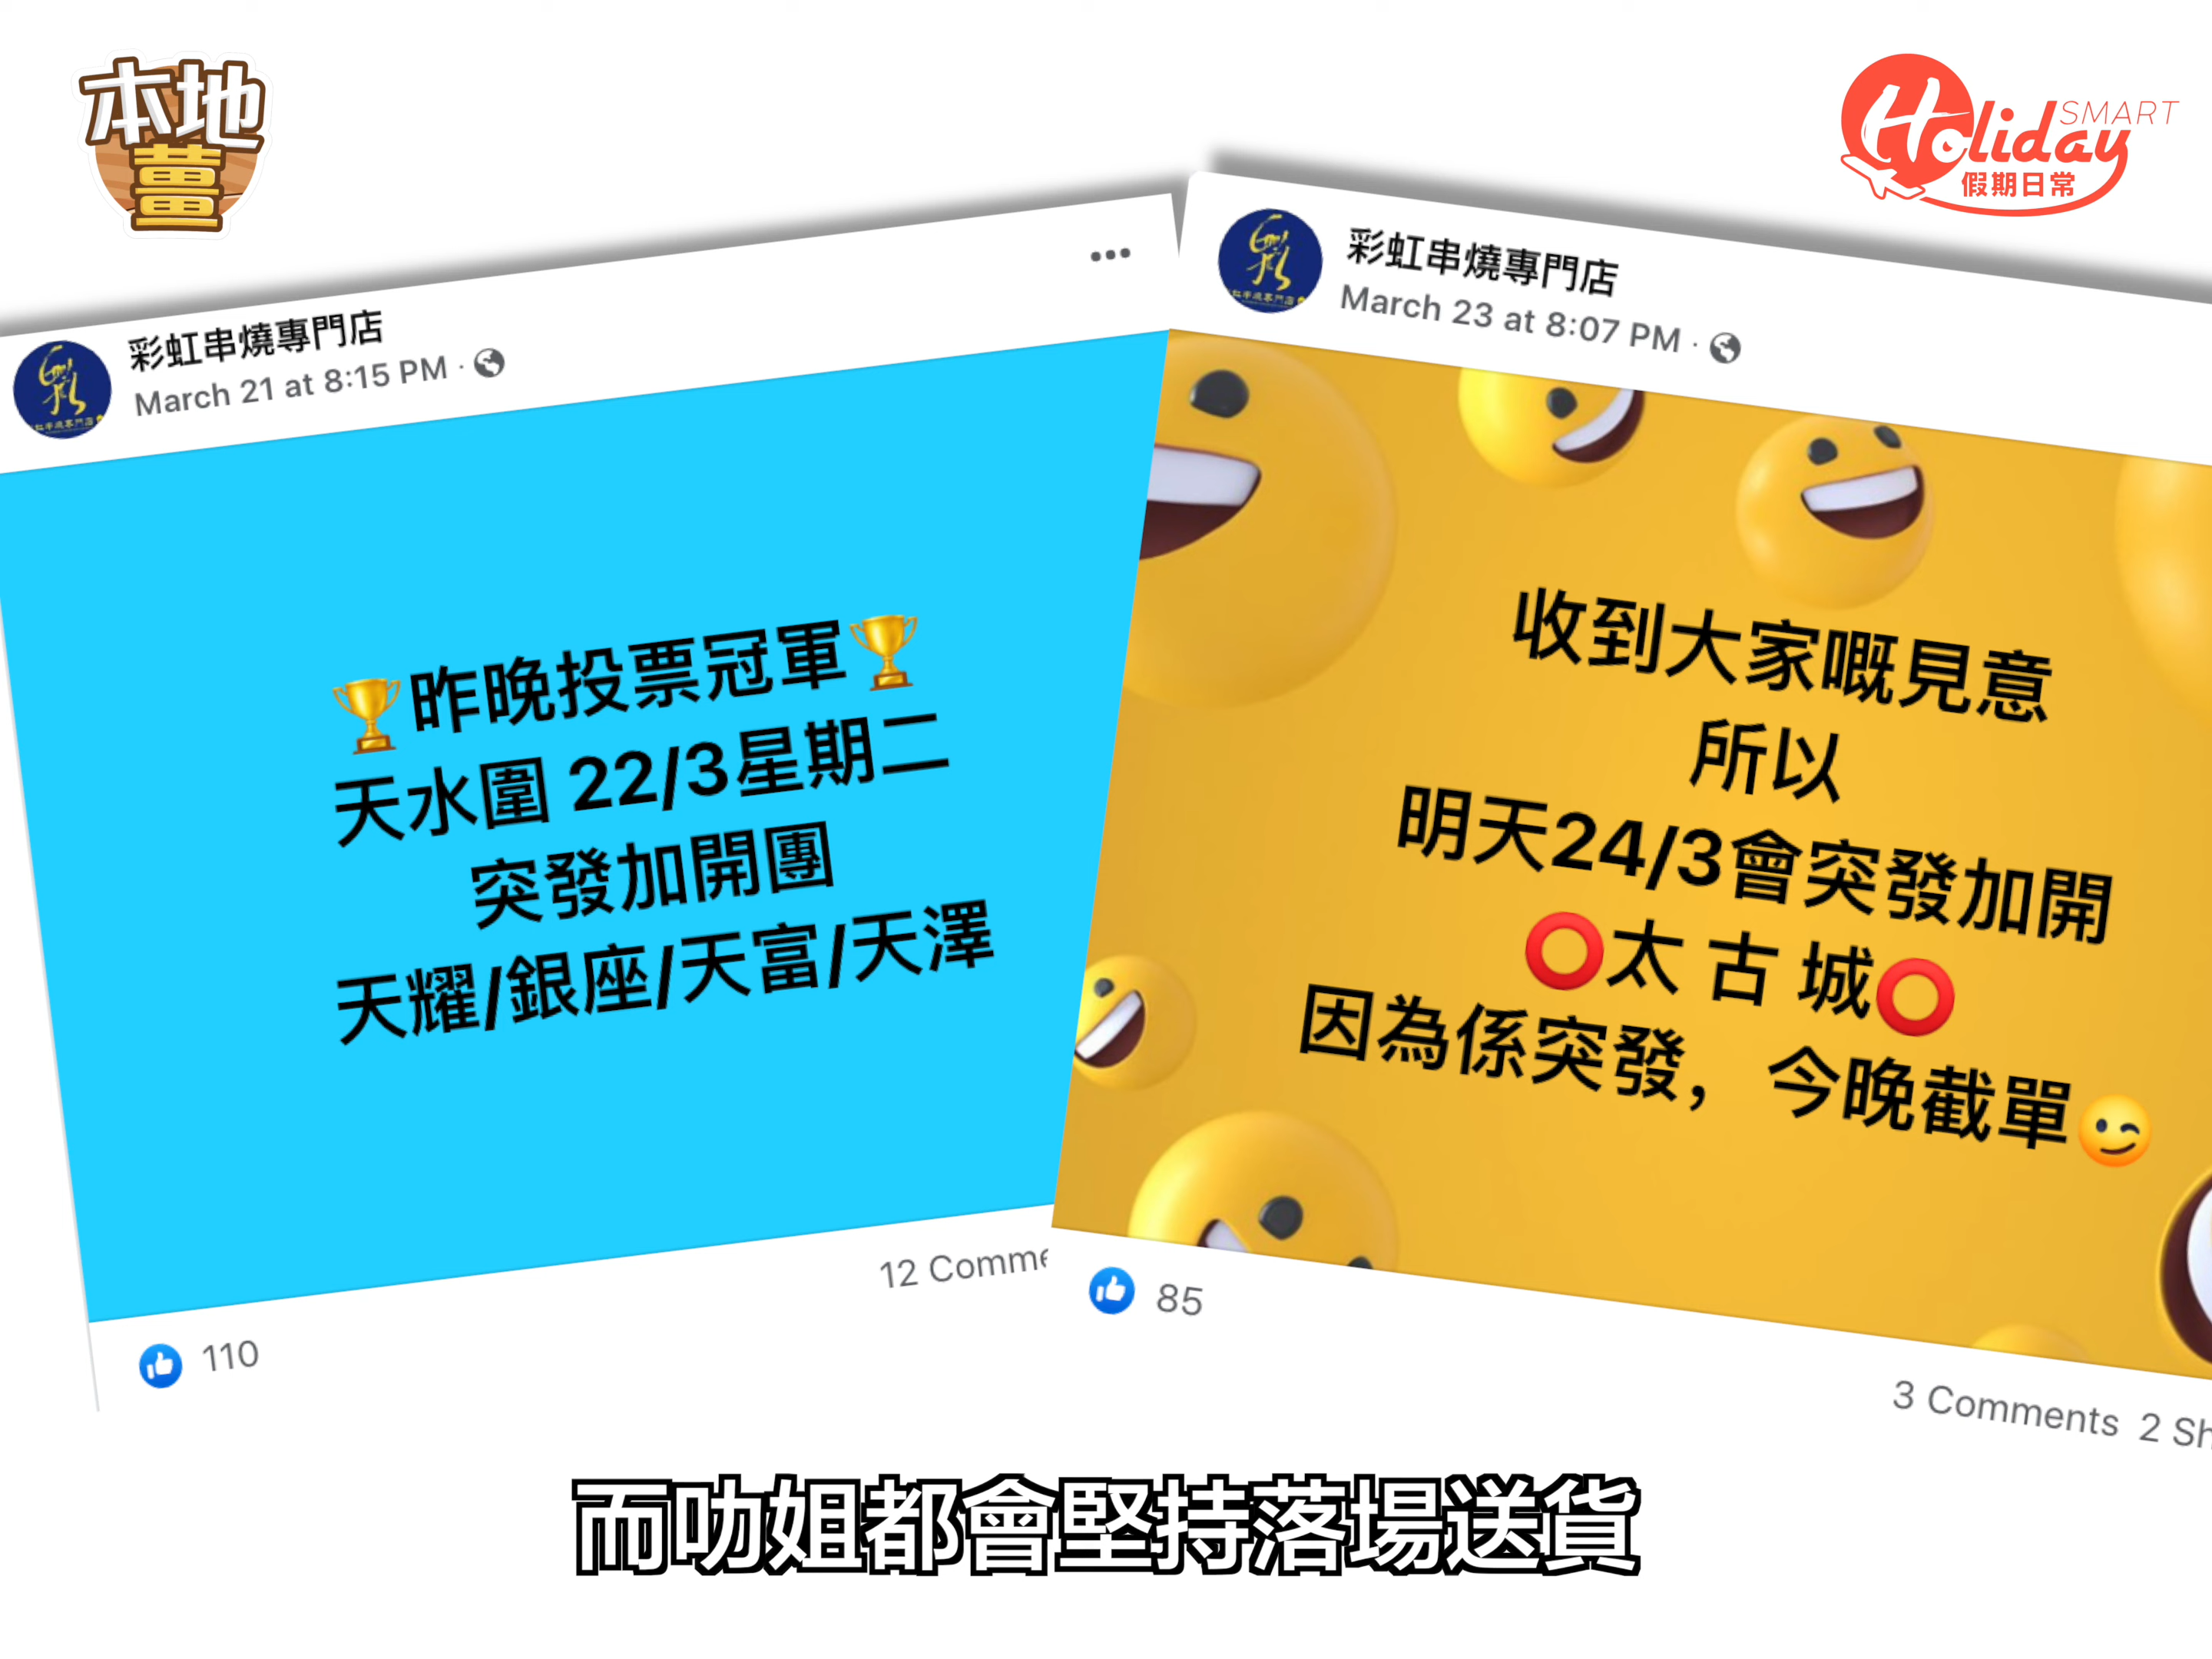 本地
薑
Holiday SMART
假期日常
彩虹串燒專門店
March 21 at 8:15 PM ·
🏆昨晚投票冠軍🏆
天水圍 22/3星期二
突發加開團
天耀/銀座/天富/天澤
110
12 Comme
彩虹串燒專門店
March 23 at 8:07 PM ·
收到大家嘅見意
所以
明天24/3會突發加開
⭕太 古 城⭕
因為係突發，今晚截單😉
85
3 Comments 2 Sh
而叻姐都會堅持落場送貨